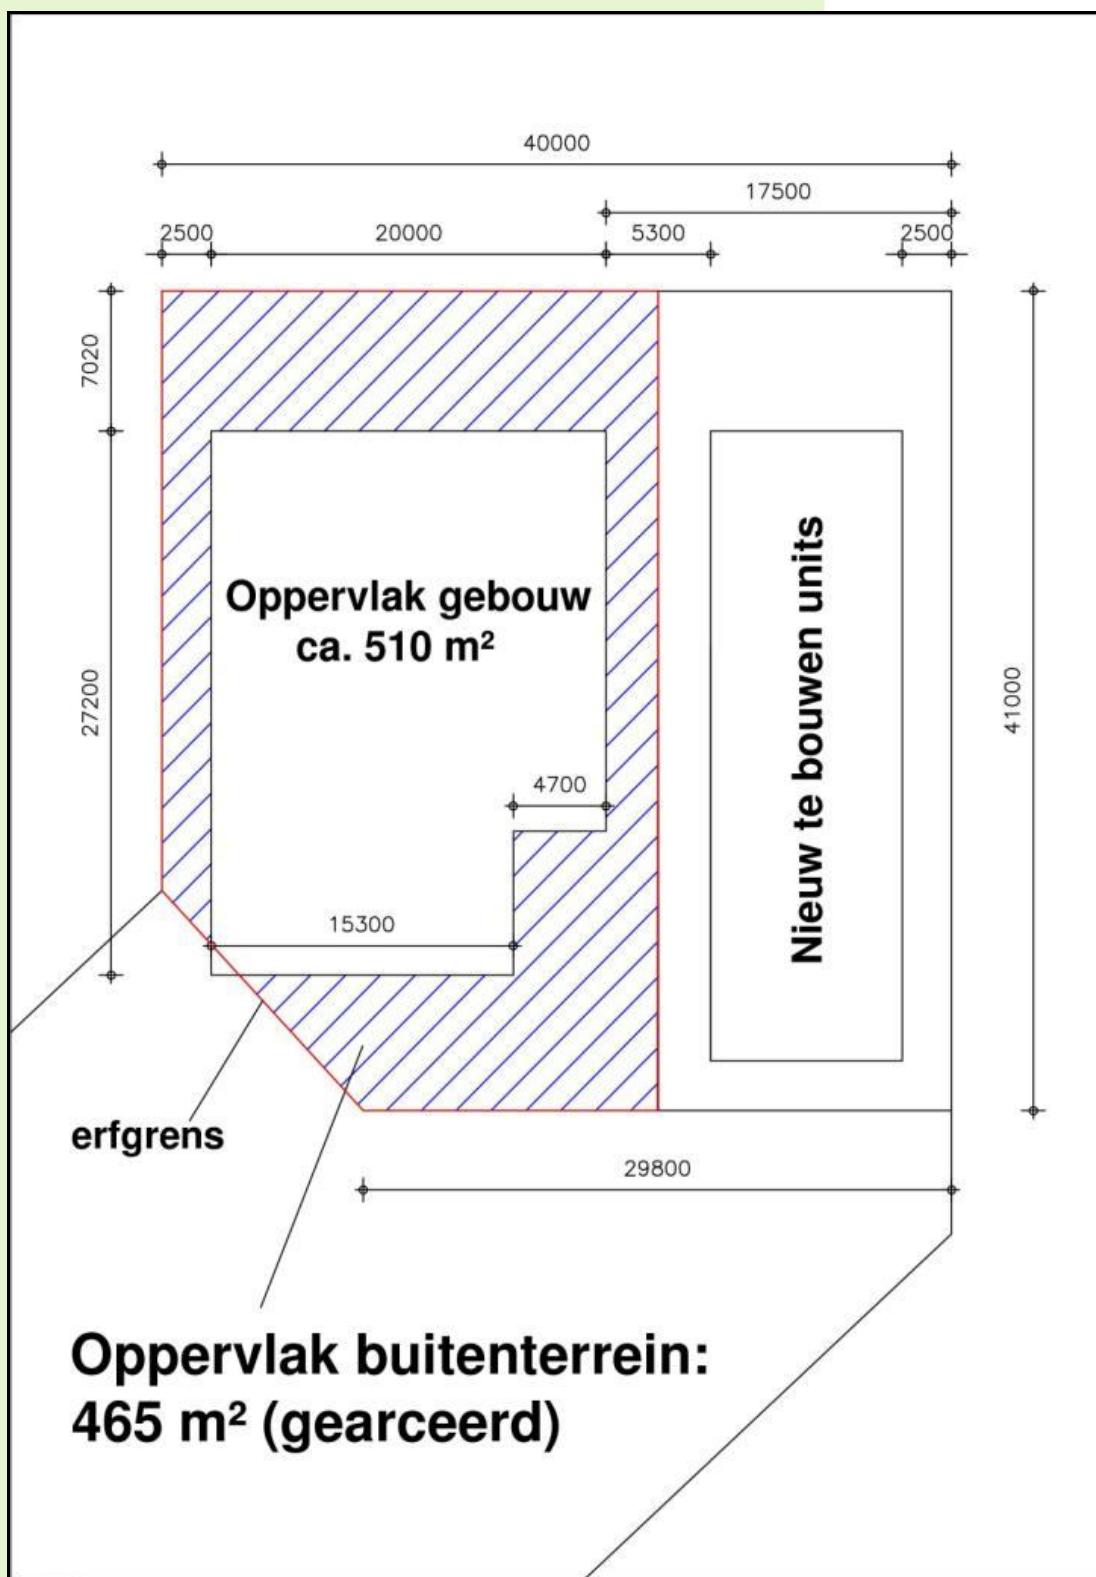 40000
17500
2500
20000
5300
2500
7020
27200
41000
Oppervlak gebouw
ca. 510 m²
Nieuw te bouwen units
4700
15300
erfgrens
29800
Oppervlak buitenterrein:
465 m² (gearceerd)